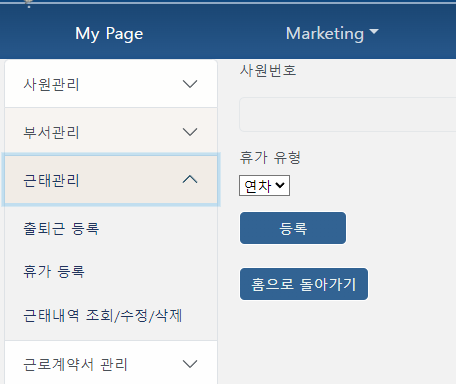 My Page
Marketing
사원관리
부서관리
근태관리
출퇴근 등록
휴가 등록
근태내역 조회/수정/삭제
근로계약서 관리
사원번호
휴가 유형
연차
등록
홈으로 돌아가기